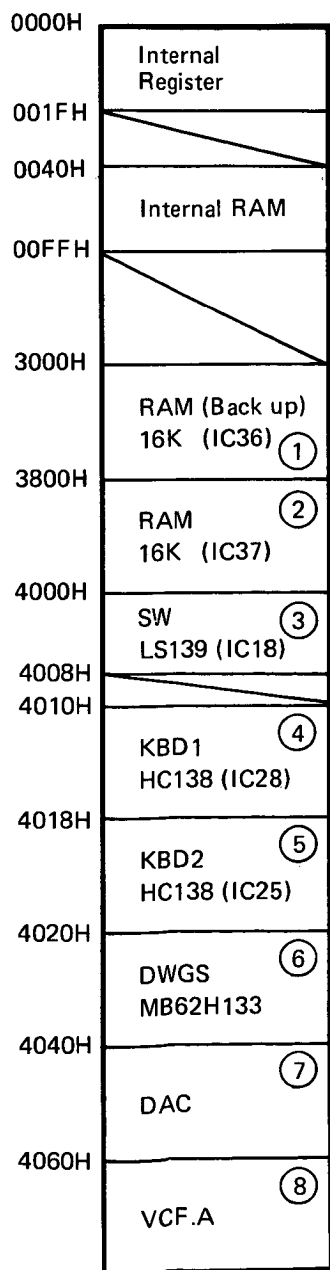 0000H
Internal
Register
001FH
0040H
Internal RAM
00FFH
3000H
RAM (Back up)
16K (IC36) ①
3800H
②
RAM
16K (IC37)
4000H
SW ③
LS139 (IC18)
4008H
4010H
④
KBD1
HC138 (IC28)
4018H
⑤
KBD2
HC138 (IC25)
4020H
⑥
DWGS
MB62H133
4040H
⑦
DAC
4060H
⑧
VCF.A